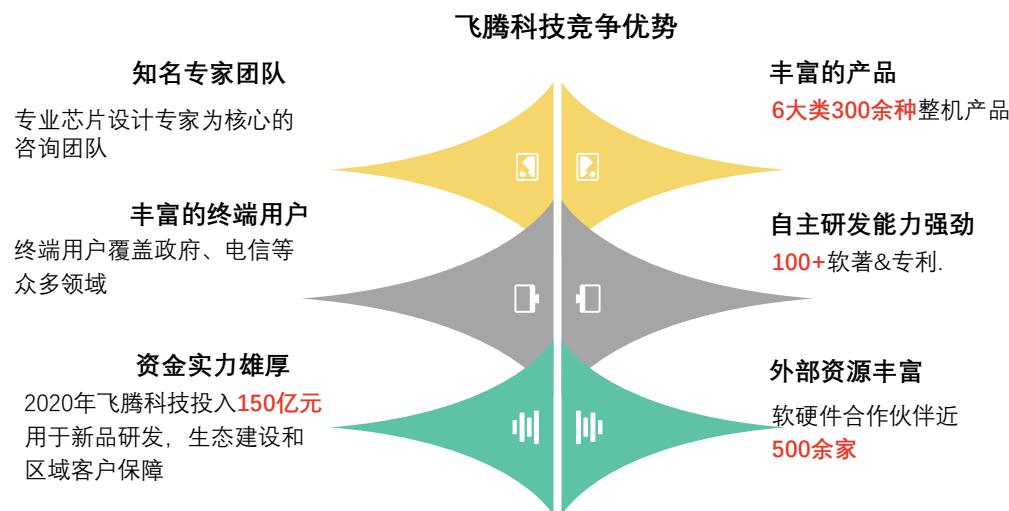 飞腾科技竞争优势
知名专家团队
专业芯片设计专家为核心的
咨询团队
丰富的终端用户
终端用户覆盖政府、电信等
众多领域
资金实力雄厚
2020年飞腾科技投入150亿元
用于新品研发，生态建设和
区域客户保障
丰富的产品
6大类300余种整机产品
自主研发能力强劲
100+软著&专利.
外部资源丰富
软硬件合作伙伴近
500余家